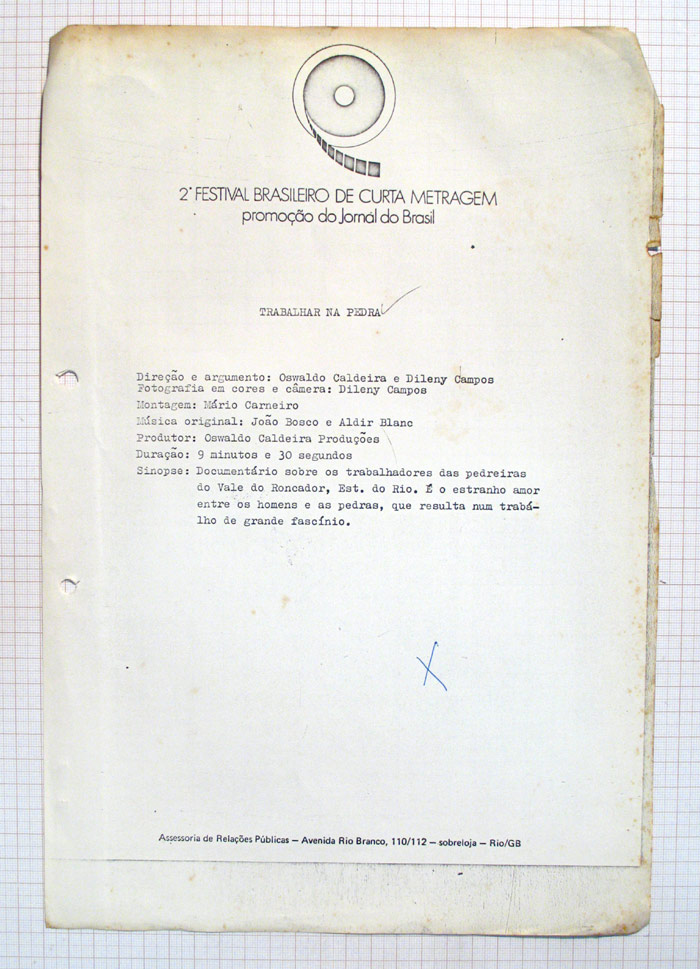 2º FESTIVAL BRASILEIRO DE CURTA METRAGEM
promoção do Jornal do Brasil
TRABALHAR NA PEDRA
Direção e argumento: Oswaldo Caldeira e Dileny Campos
Fotografia em cores e câmera: Dileny Campos
Montagem: Mário Carneiro
Música original: João Bosco e Aldir Blanc
Produtor: Oswaldo Caldeira Produções
Duração: 9 minutos e 30 segundos
Sinopse: Documentário sobre os trabalhadores das pedreiras
do Vale do Roncador, Est. do Rio. É o estranho amor
entre os homens e as pedras, que resulta num trabá-
lho de grande fascínio.
Assessoria de Relações Públicas — Avenida Rio Branco, 110/112 — sobreloja — Rio/GB